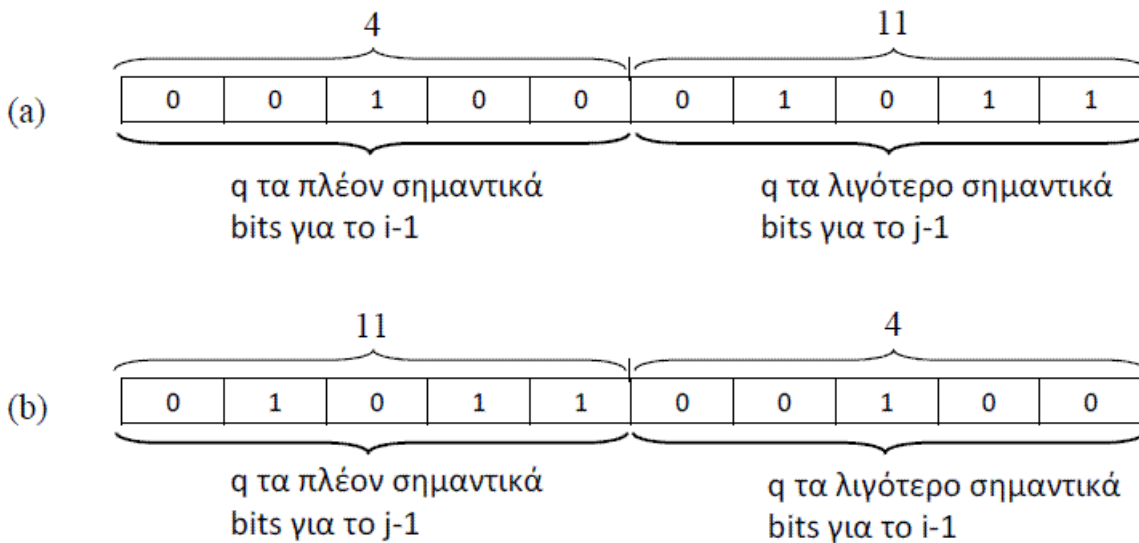 4 11
(a) 0 0 1 0 0 0 1 0 1 1
q τα πλέον σημαντικά q τα λιγότερο σημαντικά
bits για το i-1 bits για το j-1
11 4
(b) 0 1 0 1 1 0 0 1 0 0
q τα πλέον σημαντικά q τα λιγότερο σημαντικά
bits για το j-1 bits για το i-1